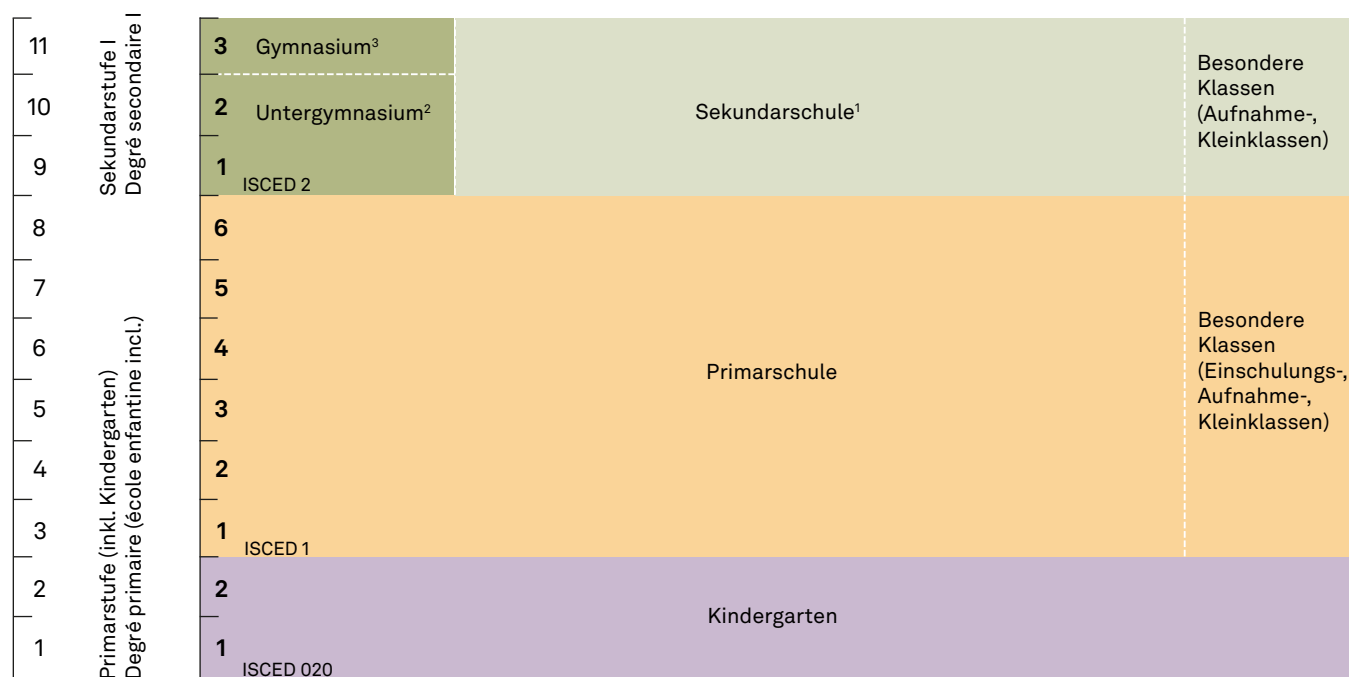 11
10
9
8
7
6
5
4
3
2
1
Sekundarstufe I
Degré secondaire I
Primarstufe (inkl. Kindergarten)
Degré primaire (école enfantine incl.)
3 Gymnasium³
2 Untergymnasium²
1
ISCED 2
Sekundarschule¹
Besondere
Klassen
(Aufnahme-,
Kleinklassen)
6
5
4
3
2
1
ISCED 1
Primarschule
Besondere
Klassen
(Einschulungs-,
Aufnahme-,
Kleinklassen)
2
1
ISCED 020
Kindergarten